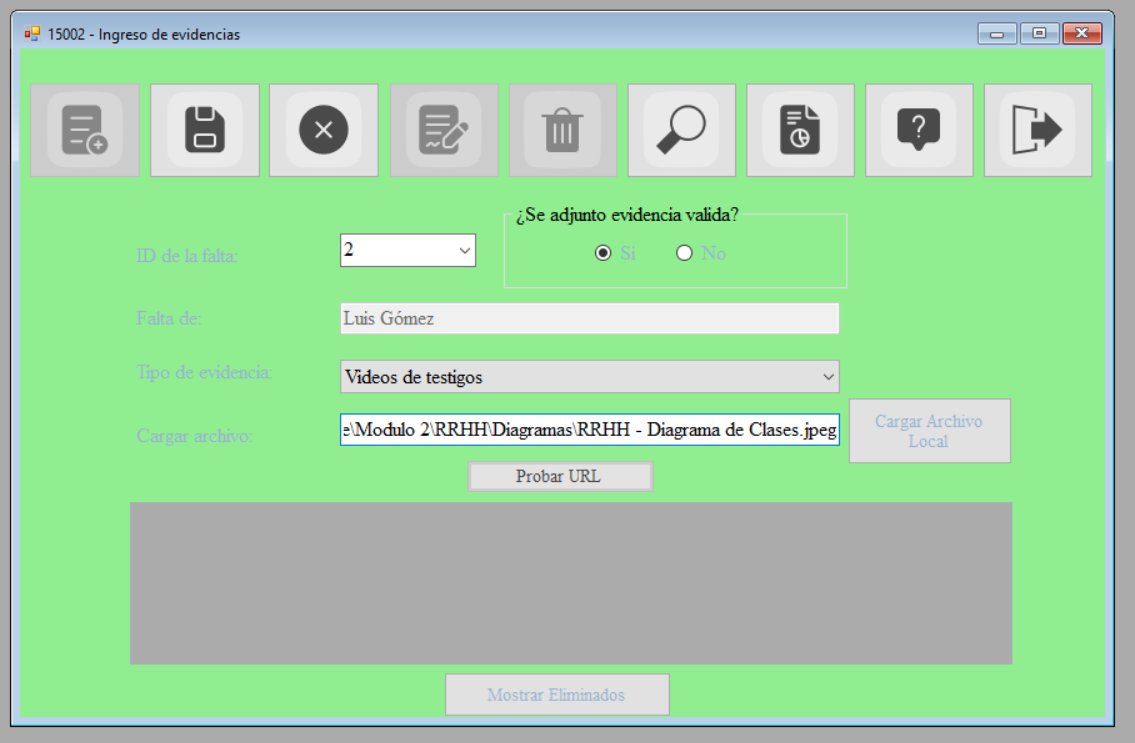 15002 - Ingreso de evidencias
¿Se adjunto evidencia valida?
ID de la falta:
2
Si
No
Falta de:
Luis Gómez
Tipo de evidencia:
Videos de testigos
Cargar archivo:
e\Modulo 2\RRHH\Diagramas\RRHH - Diagrama de Clases.jpeg
Cargar Archivo
Local
Probar URL
Mostrar Eliminados